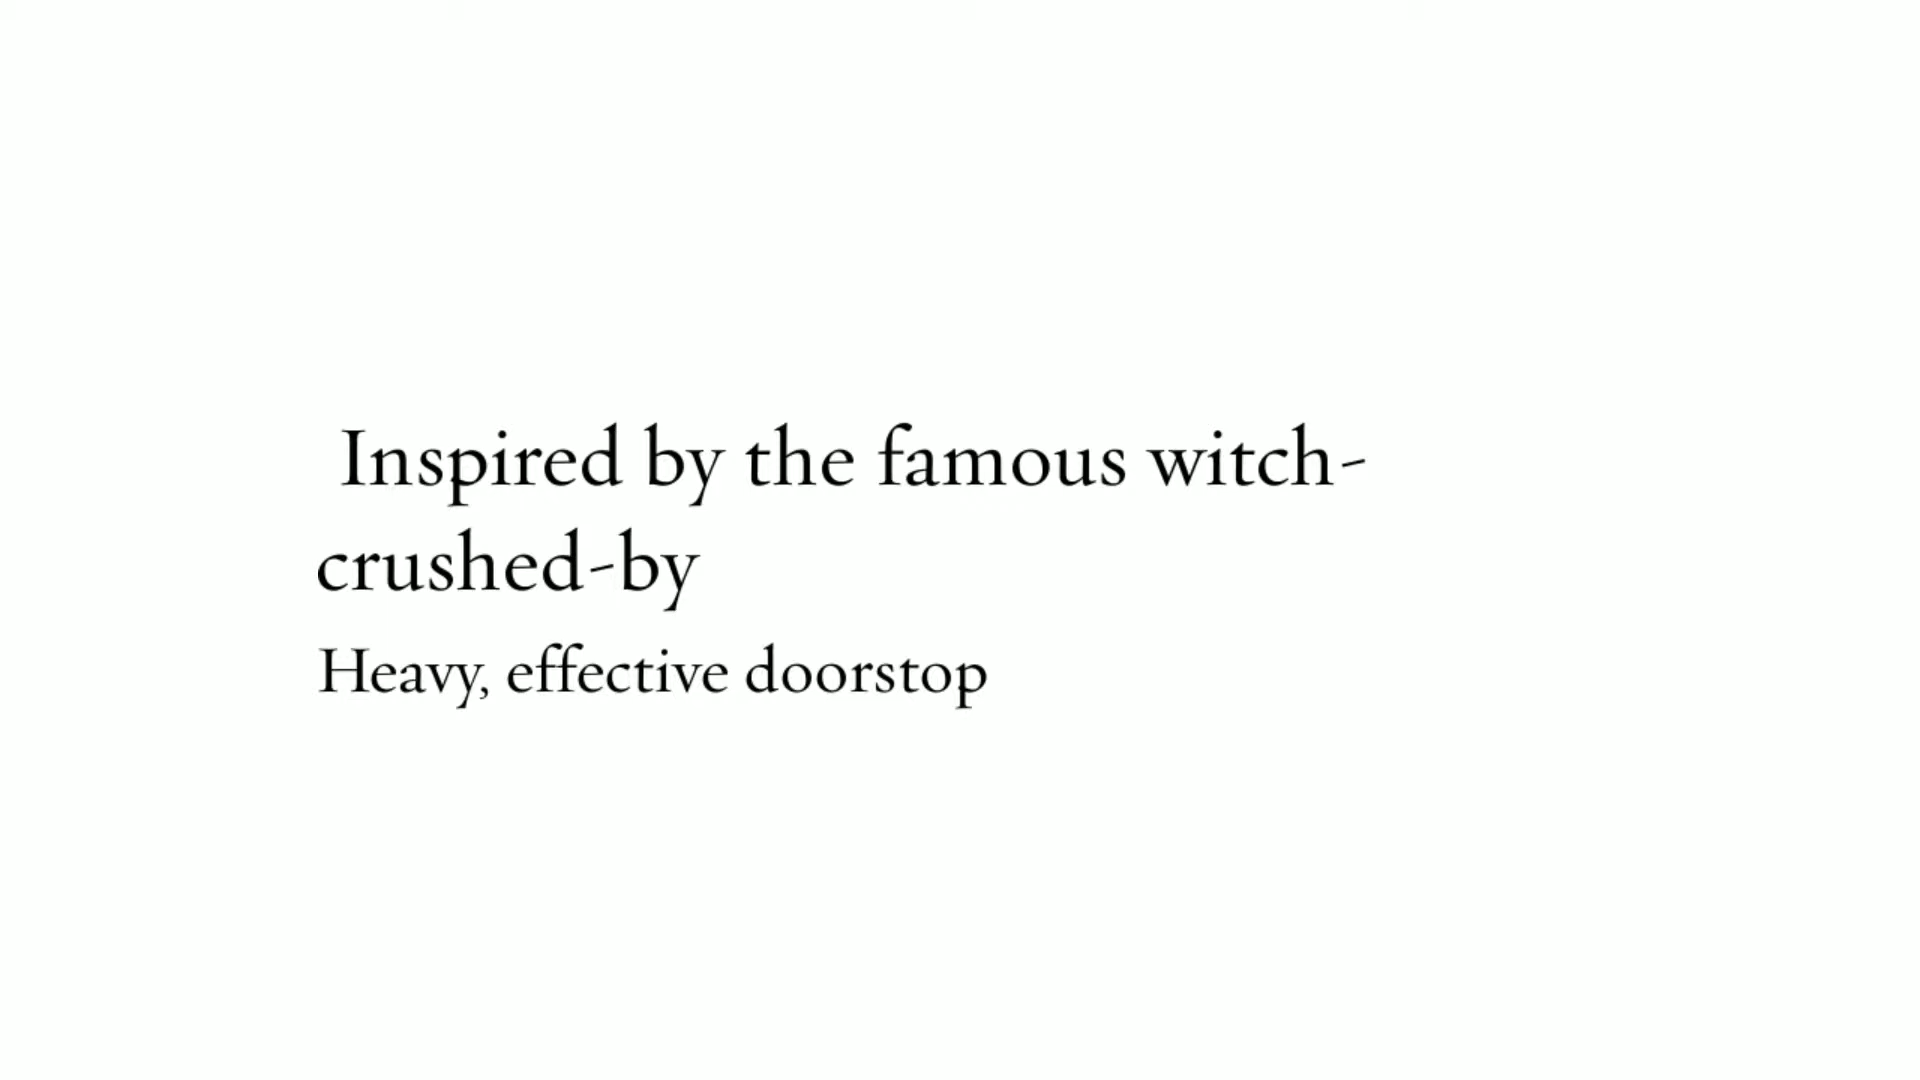 Inspired by the famous witch-
crushed-by
Heavy, effective doorstop